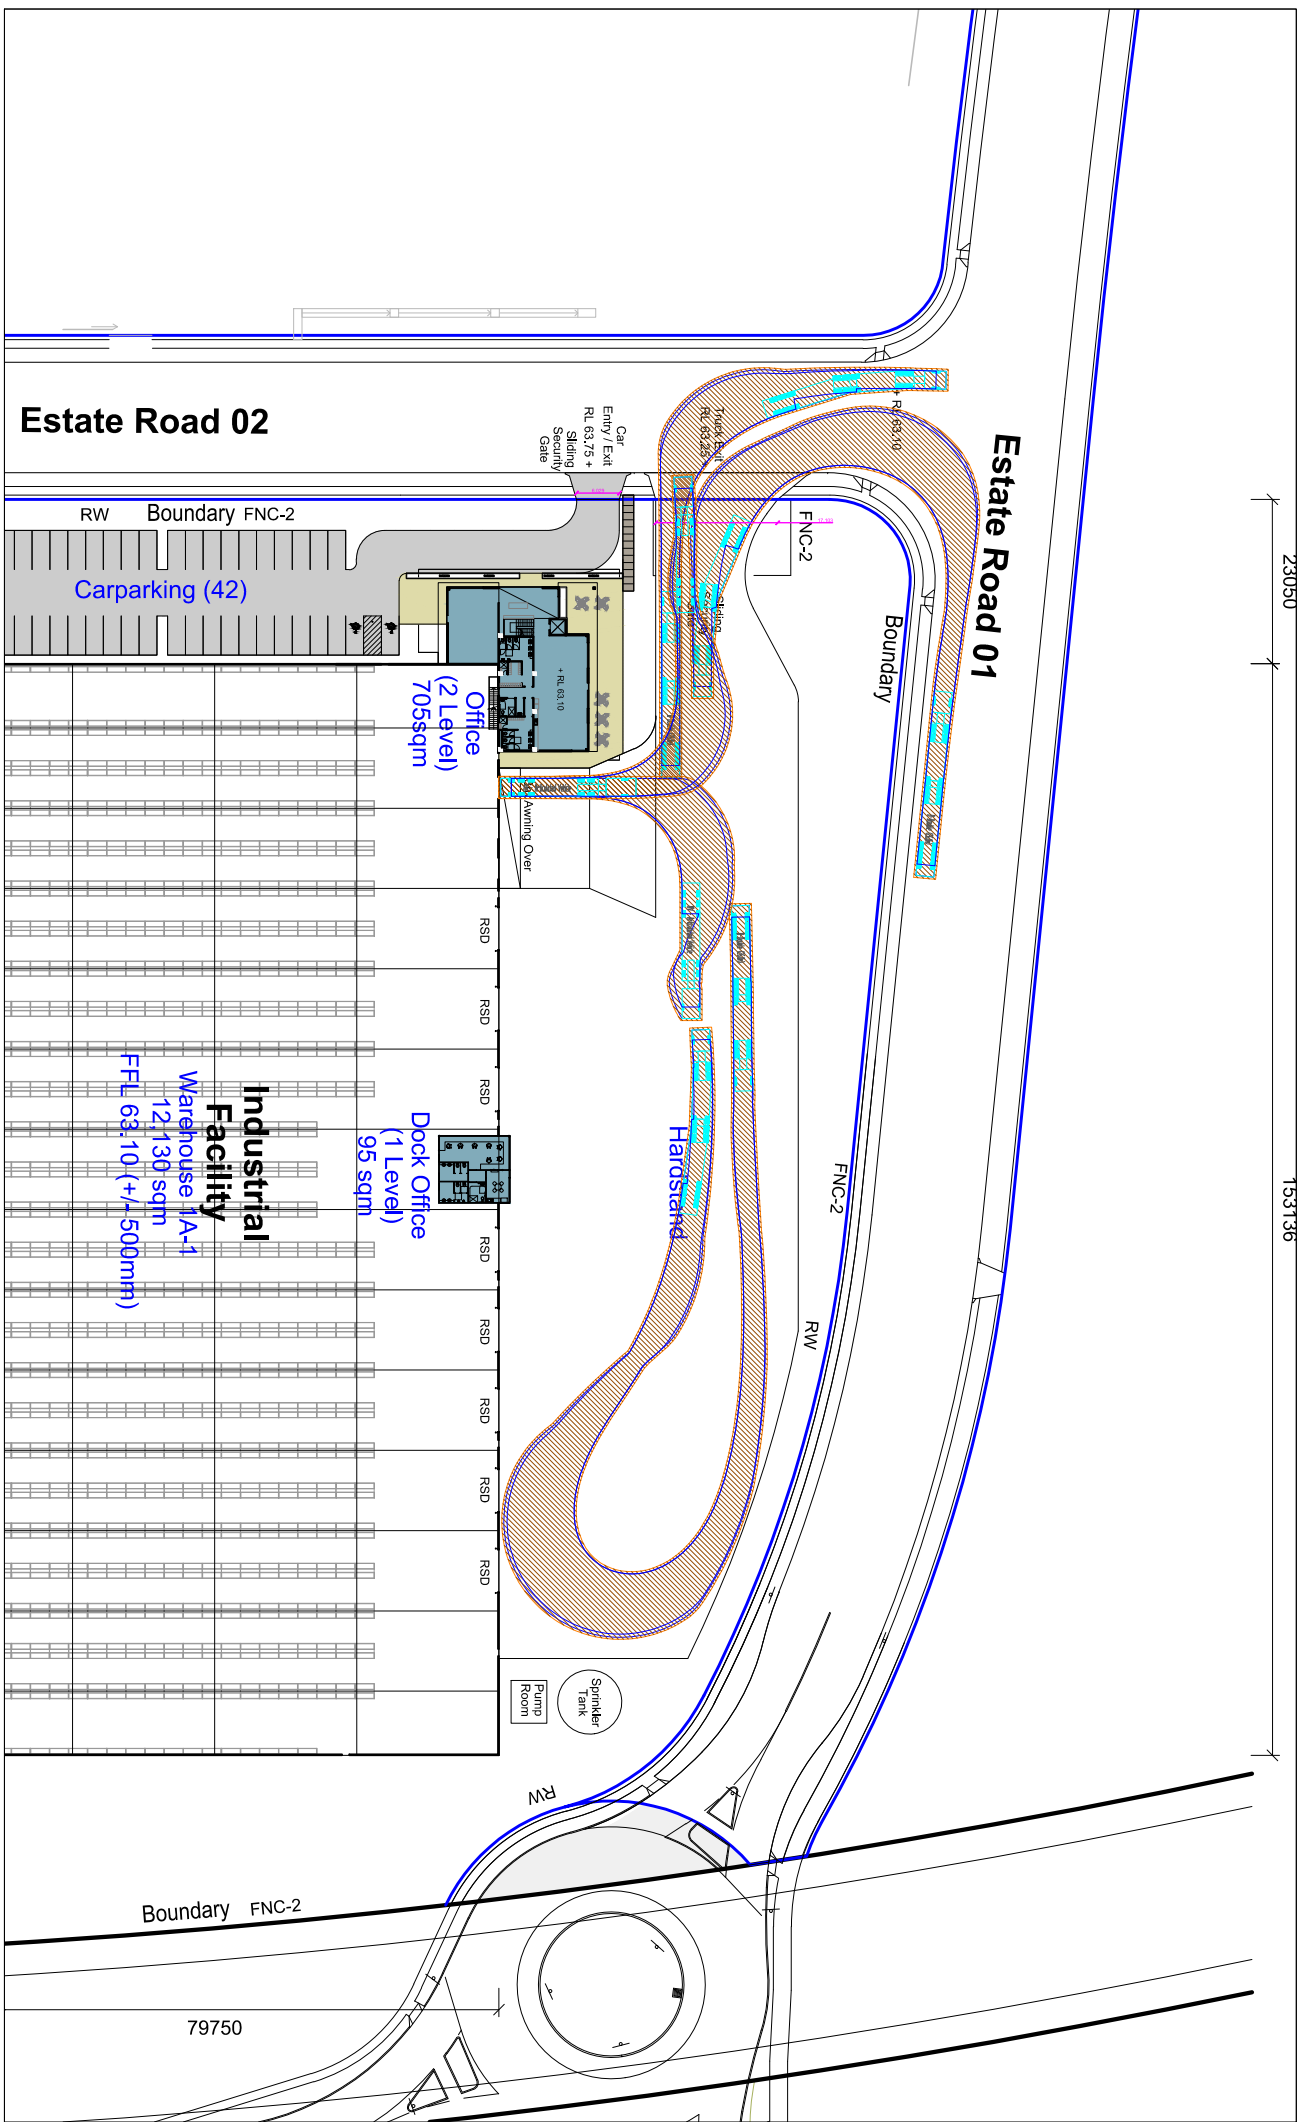 Estate Road 02
Estate Road 01
Car
Entry / Exit
RL 63.75 +
Sliding
Security
Gate
Truck Exit
RL 63.25 +
+ RL 63.10
RW
Boundary
FNC-2
FNC-2
23050
Carparking (42)
Boundary
Sliding
+ RL 63.10
Office
(2 Level)
705sqm
Awning Over
RSD
RSD
RSD
153136
Industrial
Facility
Warehouse 1A-1
12,130 sqm
FFL 63.10 (+/- 500mm)
Dock Office
(1 Level)
95 sqm
Hardstand
FNC-2
RW
RSD
RSD
RSD
RSD
RSD
Pump
Room
Sprinkler
Tank
RW
Boundary
FNC-2
79750